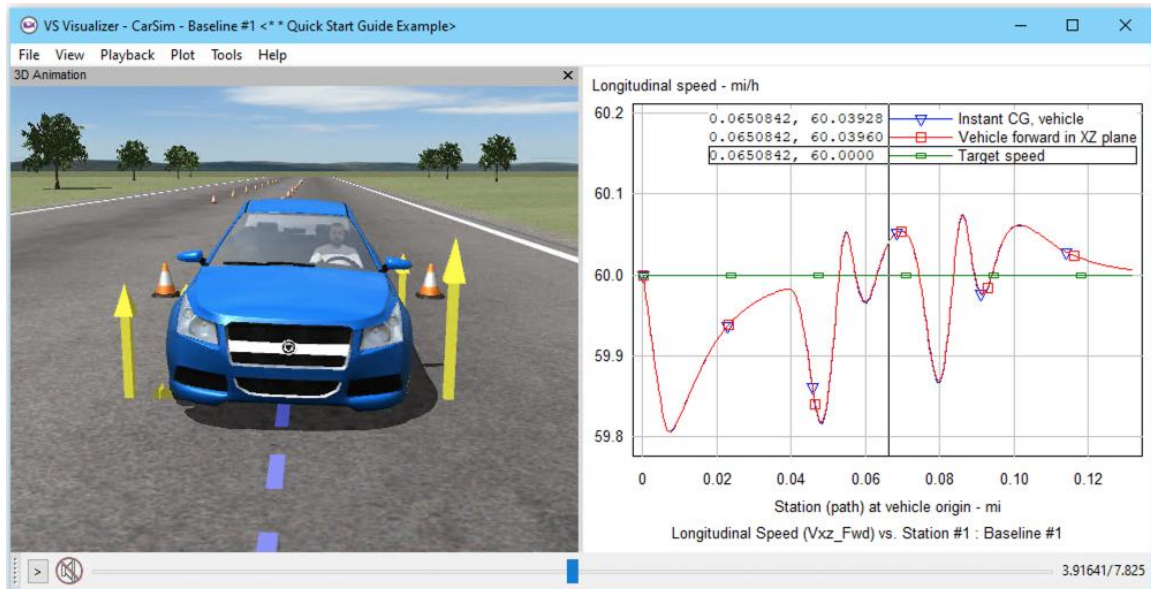 VS Visualizer - CarSim - Baseline #1 <* * Quick Start Guide Example>
File View Playback Plot Tools Help
3D Animation
Longitudinal speed - mi/h
60.2
60.1
60.0
59.9
59.8
0.0650842, 60.03928 Instant CG, vehicle
0.0650842, 60.03960 Vehicle forward in XZ plane
0.0650842, 60.0000 Target speed
0 0.02 0.04 0.06 0.08 0.10 0.12
Station (path) at vehicle origin - mi
Longitudinal Speed (Vxz_Fwd) vs. Station #1 : Baseline #1
> 3.91641/7.825